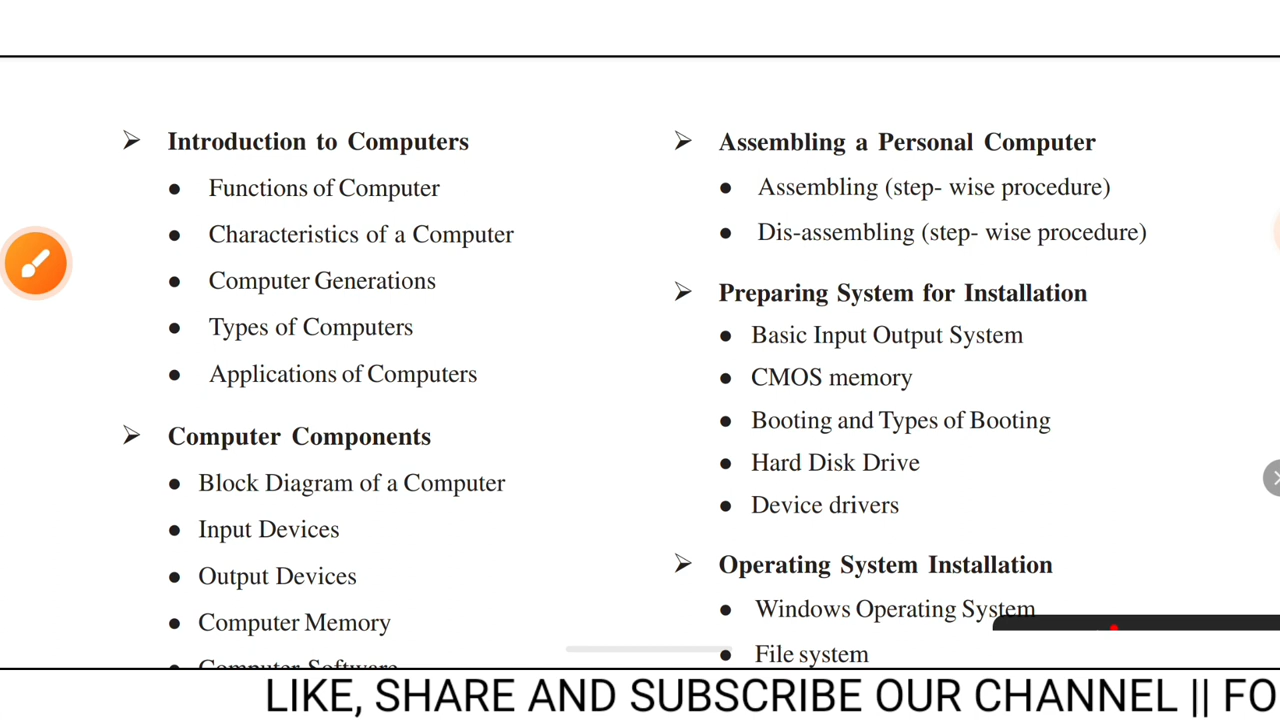 ➢ Introduction to Computers
● Functions of Computer
● Characteristics of a Computer
● Computer Generations
● Types of Computers
● Applications of Computers
➢ Computer Components
● Block Diagram of a Computer
● Input Devices
● Output Devices
● Computer Memory
● Computer Software
➢ Assembling a Personal Computer
● Assembling (step- wise procedure)
● Dis-assembling (step- wise procedure)
➢ Preparing System for Installation
● Basic Input Output System
● CMOS memory
● Booting and Types of Booting
● Hard Disk Drive
● Device drivers
➢ Operating System Installation
● Windows Operating System
● File system
LIKE, SHARE AND SUBSCRIBE OUR CHANNEL || FO